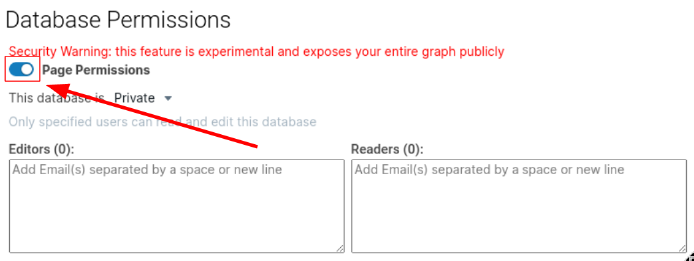 Database Permissions
Security Warning: this feature is experimental and exposes your entire graph publicly
Page Permissions
This database is Private
Only specified users can read and edit this database
Editors (0):
Readers (0):
Add Email(s) separated by a space or new line
Add Email(s) separated by a space or new line